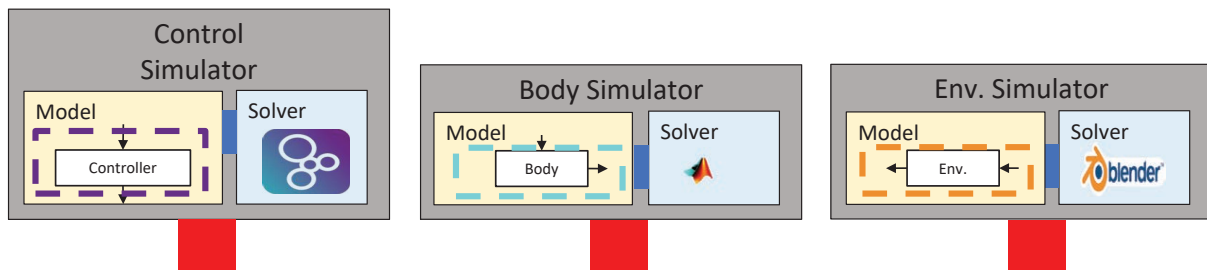 Control
Simulator
Model
Solver
Controller
Body Simulator
Model
Solver
Body
Env. Simulator
Model
Solver
Env.
blender